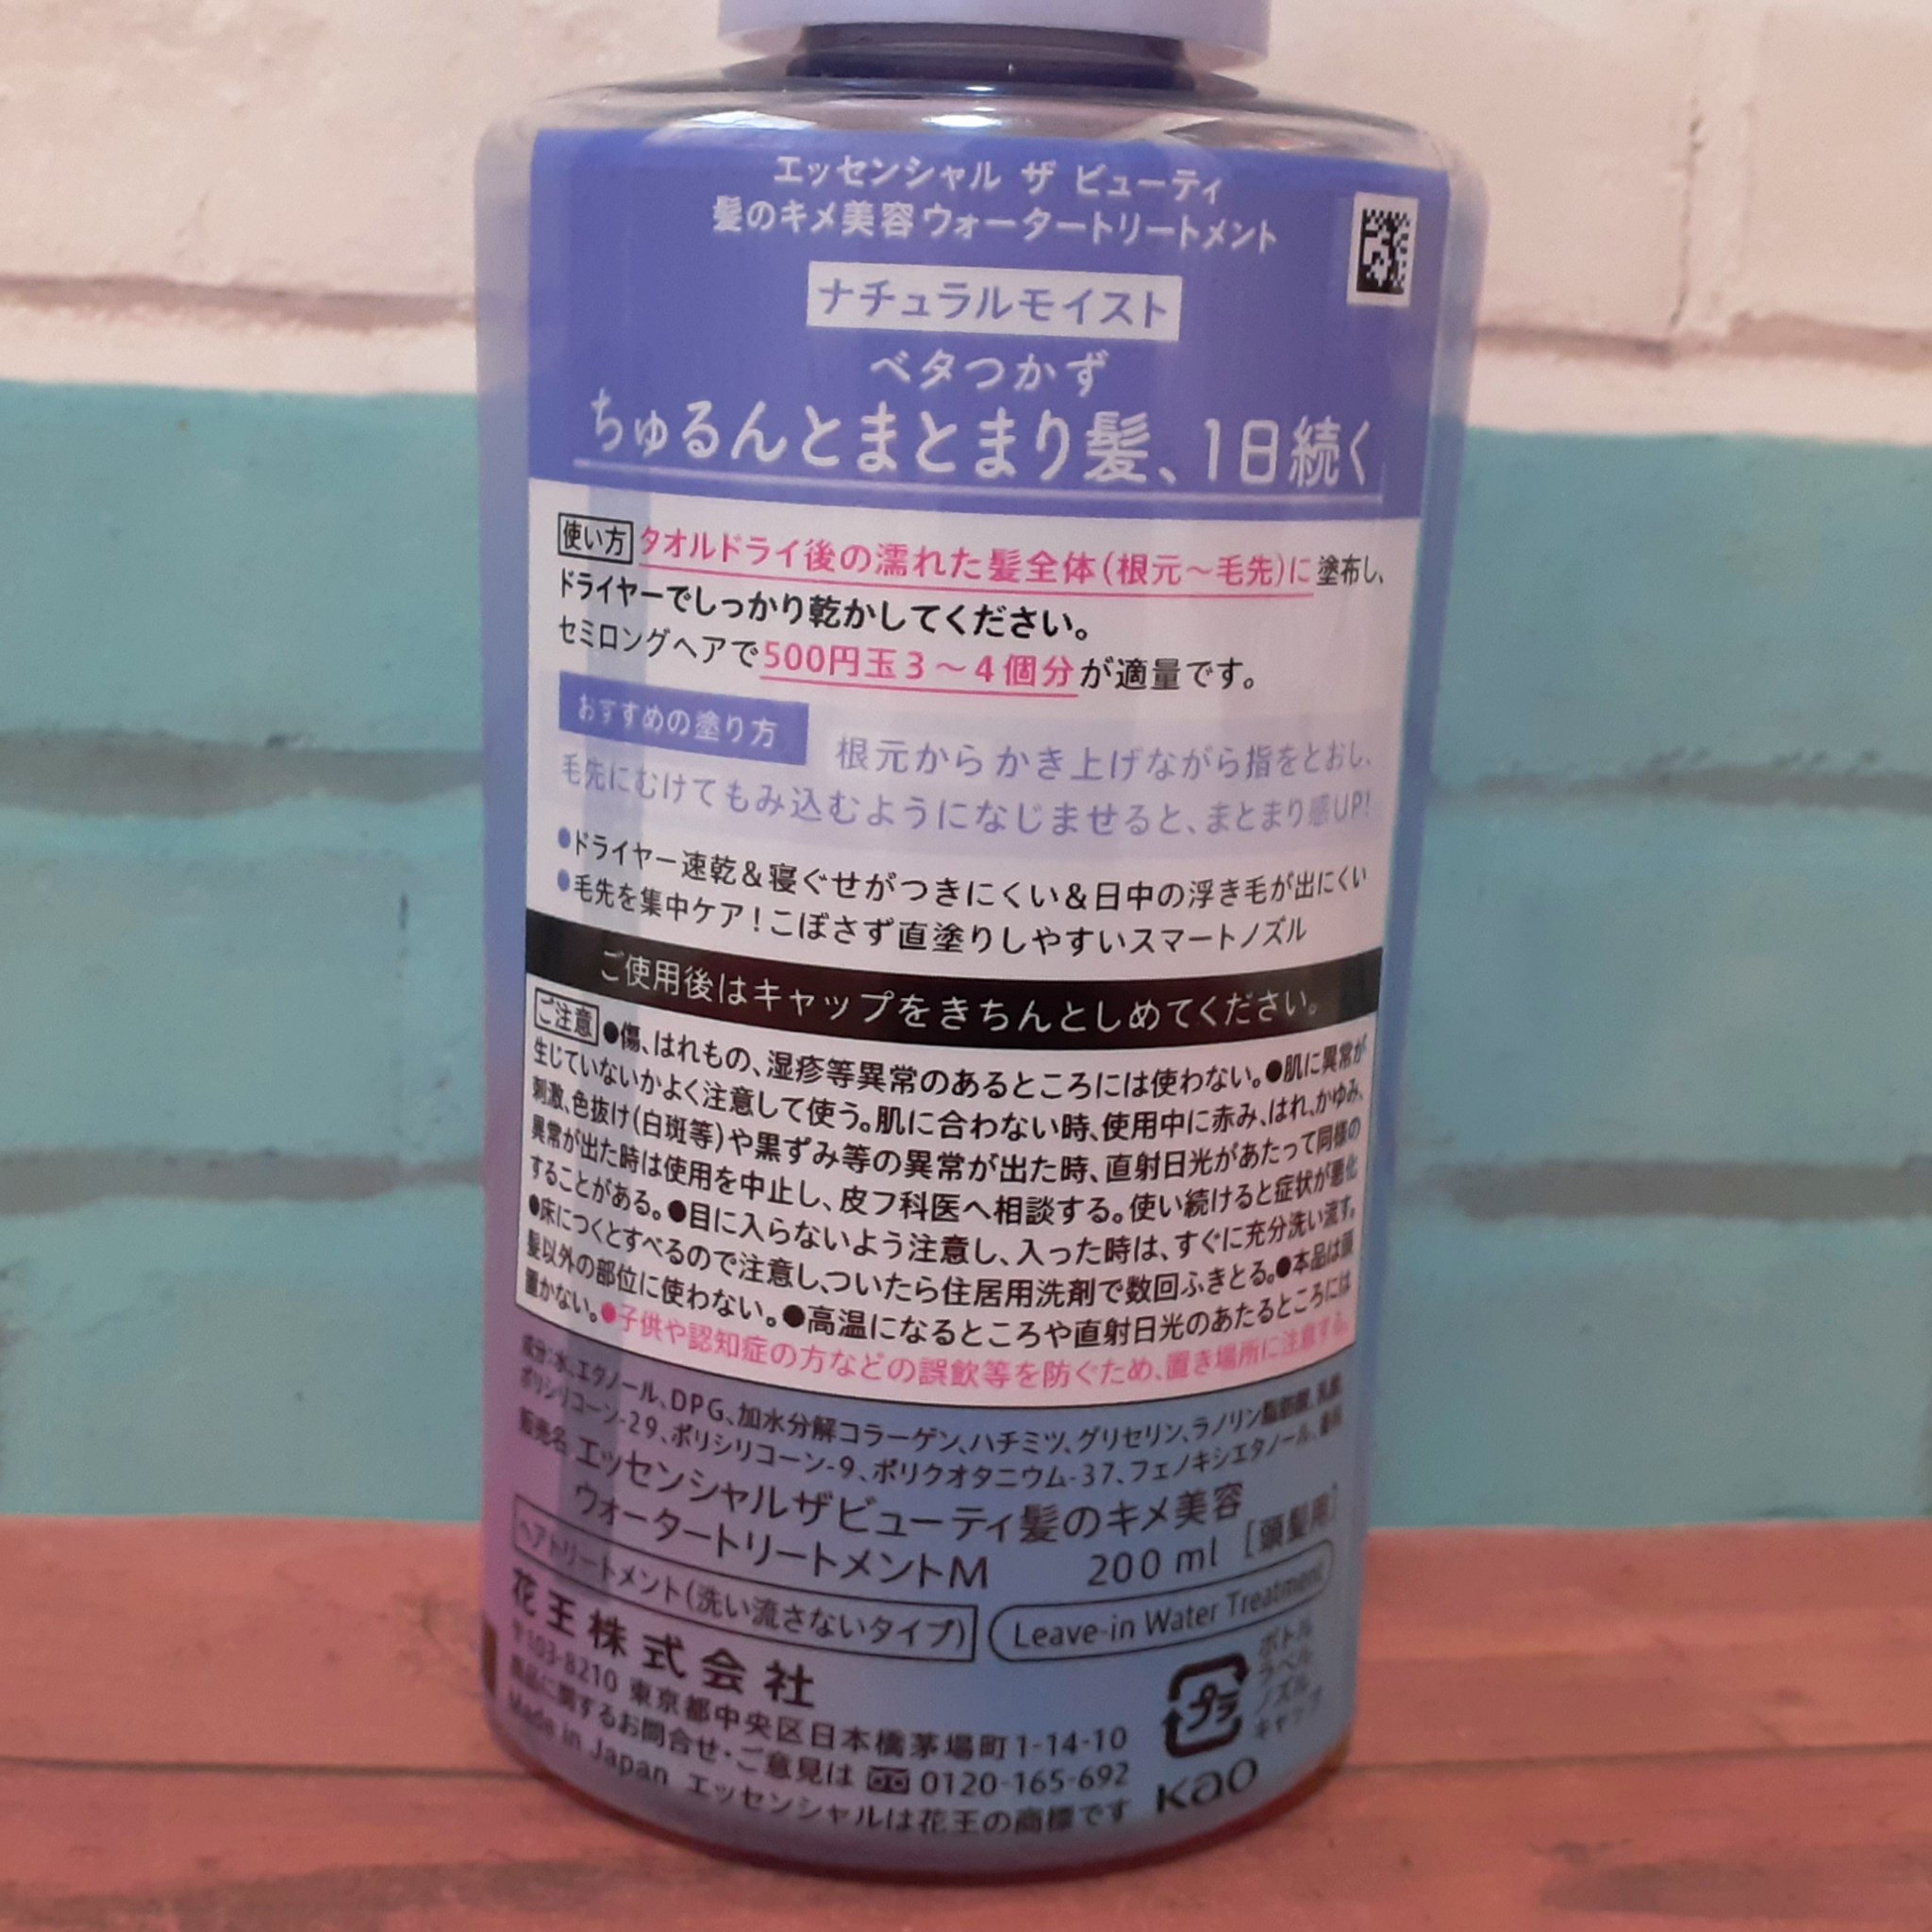 エッセンシャル ザ ビューティ
髪のキメ美容ウォータートリートメント
ナチュラルモイスト
ベタつかず
ちゅるんとまとまり髪、1日続く
使い方 タオルドライ後の濡れた髪全体(根元〜毛先)に塗布し、
ドライヤーでしっかり乾かしてください。
セミロングヘアで500円玉3〜4個分が適量です。
おすすめの塗り方 根元からかき上げながら指をとおし、
毛先にむけてもみ込むようになじませると、まとまり感UP!
●ドライヤー速乾&寝ぐせがつきにくい&日中の浮き毛が出にくい
●毛先を集中ケア!こぼさず直塗りしやすいスマートノズル
ご使用後はキャップをきちんとしめてください。
ご注意 ●傷、はれもの、湿疹等異常のあるところには使わない。●肌に異常が
生じていないかよく注意して使う。肌に合わない時、使用中に赤み、はれ、かゆみ、
刺激、色抜け(白斑等)や黒ずみ等の異常が出た時、直射日光があたって同様の
異常が出た時は使用を中止し、皮フ科医へ相談する。使い続けると症状が悪化
することがある。●目に入らないよう注意し、入った時は、すぐに充分洗い流す。
●床につくとすべるので注意し、ついたら住居用洗剤で数回ふきとる。●本品は頭
髪以外の部位に使わない。●高温になるところや直射日光のあたるところには
置かない。●子供や認知症の方などの誤飲等を防ぐため、置き場所に注意する。
成分:水、エタノール、DPG、加水分解コラーゲン、ハチミツ、グリセリン、ラノリン脂肪酸、乳酸、
ポリシリコーン-29、ポリシリコーン-9、ポリクオタニウム-37、フェノキシエタノール、香料
販売名 エッセンシャルザビューティ髪のキメ美容
ウォータートリートメントM 200 ml [頭髪用]
ヘアトリートメント(洗い流さないタイプ) Leave-in Water Treatment
花王株式会社
〒103-8210 東京都中央区日本橋茅場町1-14-10
商品に関するお問合せ・ご意見は 0120-165-692
Made in Japan エッセンシャルは花王の商標です
プラ
ボトル
ラベル
ノズル
キャップ
Kao